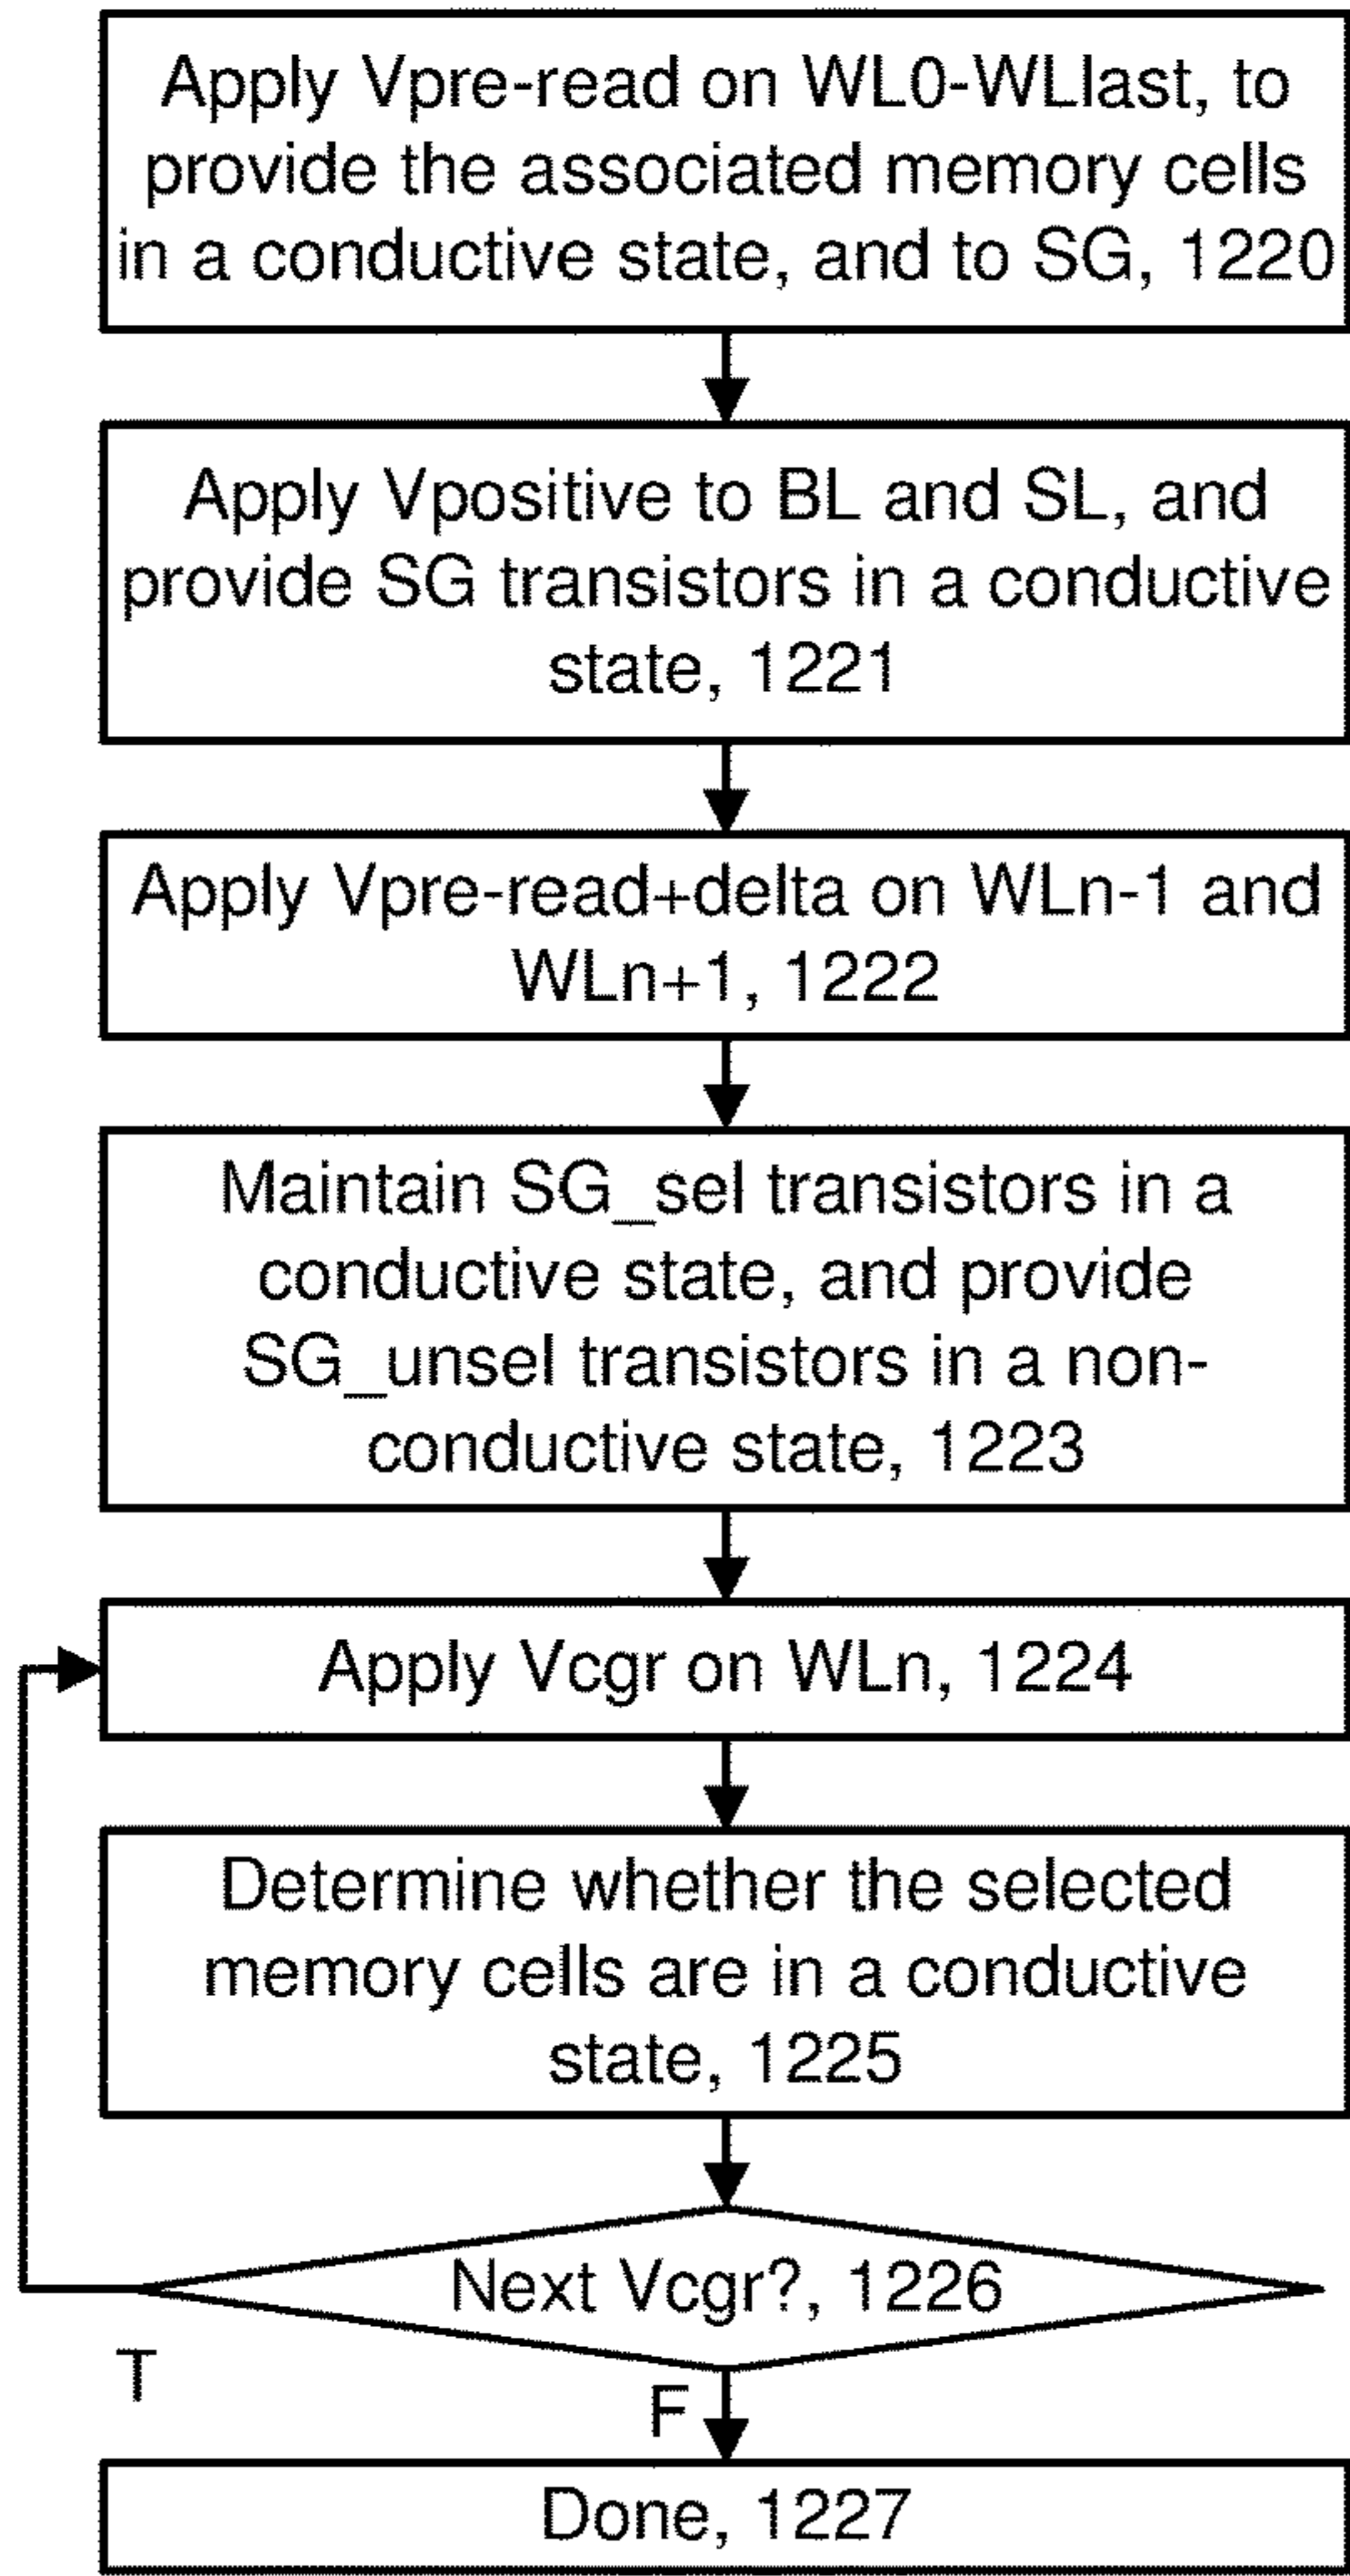 Apply Vpre-read on WL0-WLlast, to
provide the associated memory cells
in a conductive state, and to SG, 1220
Apply Vpositive to BL and SL, and
provide SG transistors in a conductive
state, 1221
Apply Vpre-read+delta on WLn-1 and
WLn+1, 1222
Maintain SG_sel transistors in a
conductive state, and provide
SG_unsel transistors in a non-
conductive state, 1223
Apply Vcgr on WLn, 1224
Determine whether the selected
memory cells are in a conductive
state, 1225
Next Vcgr?, 1226
T
F
Done, 1227